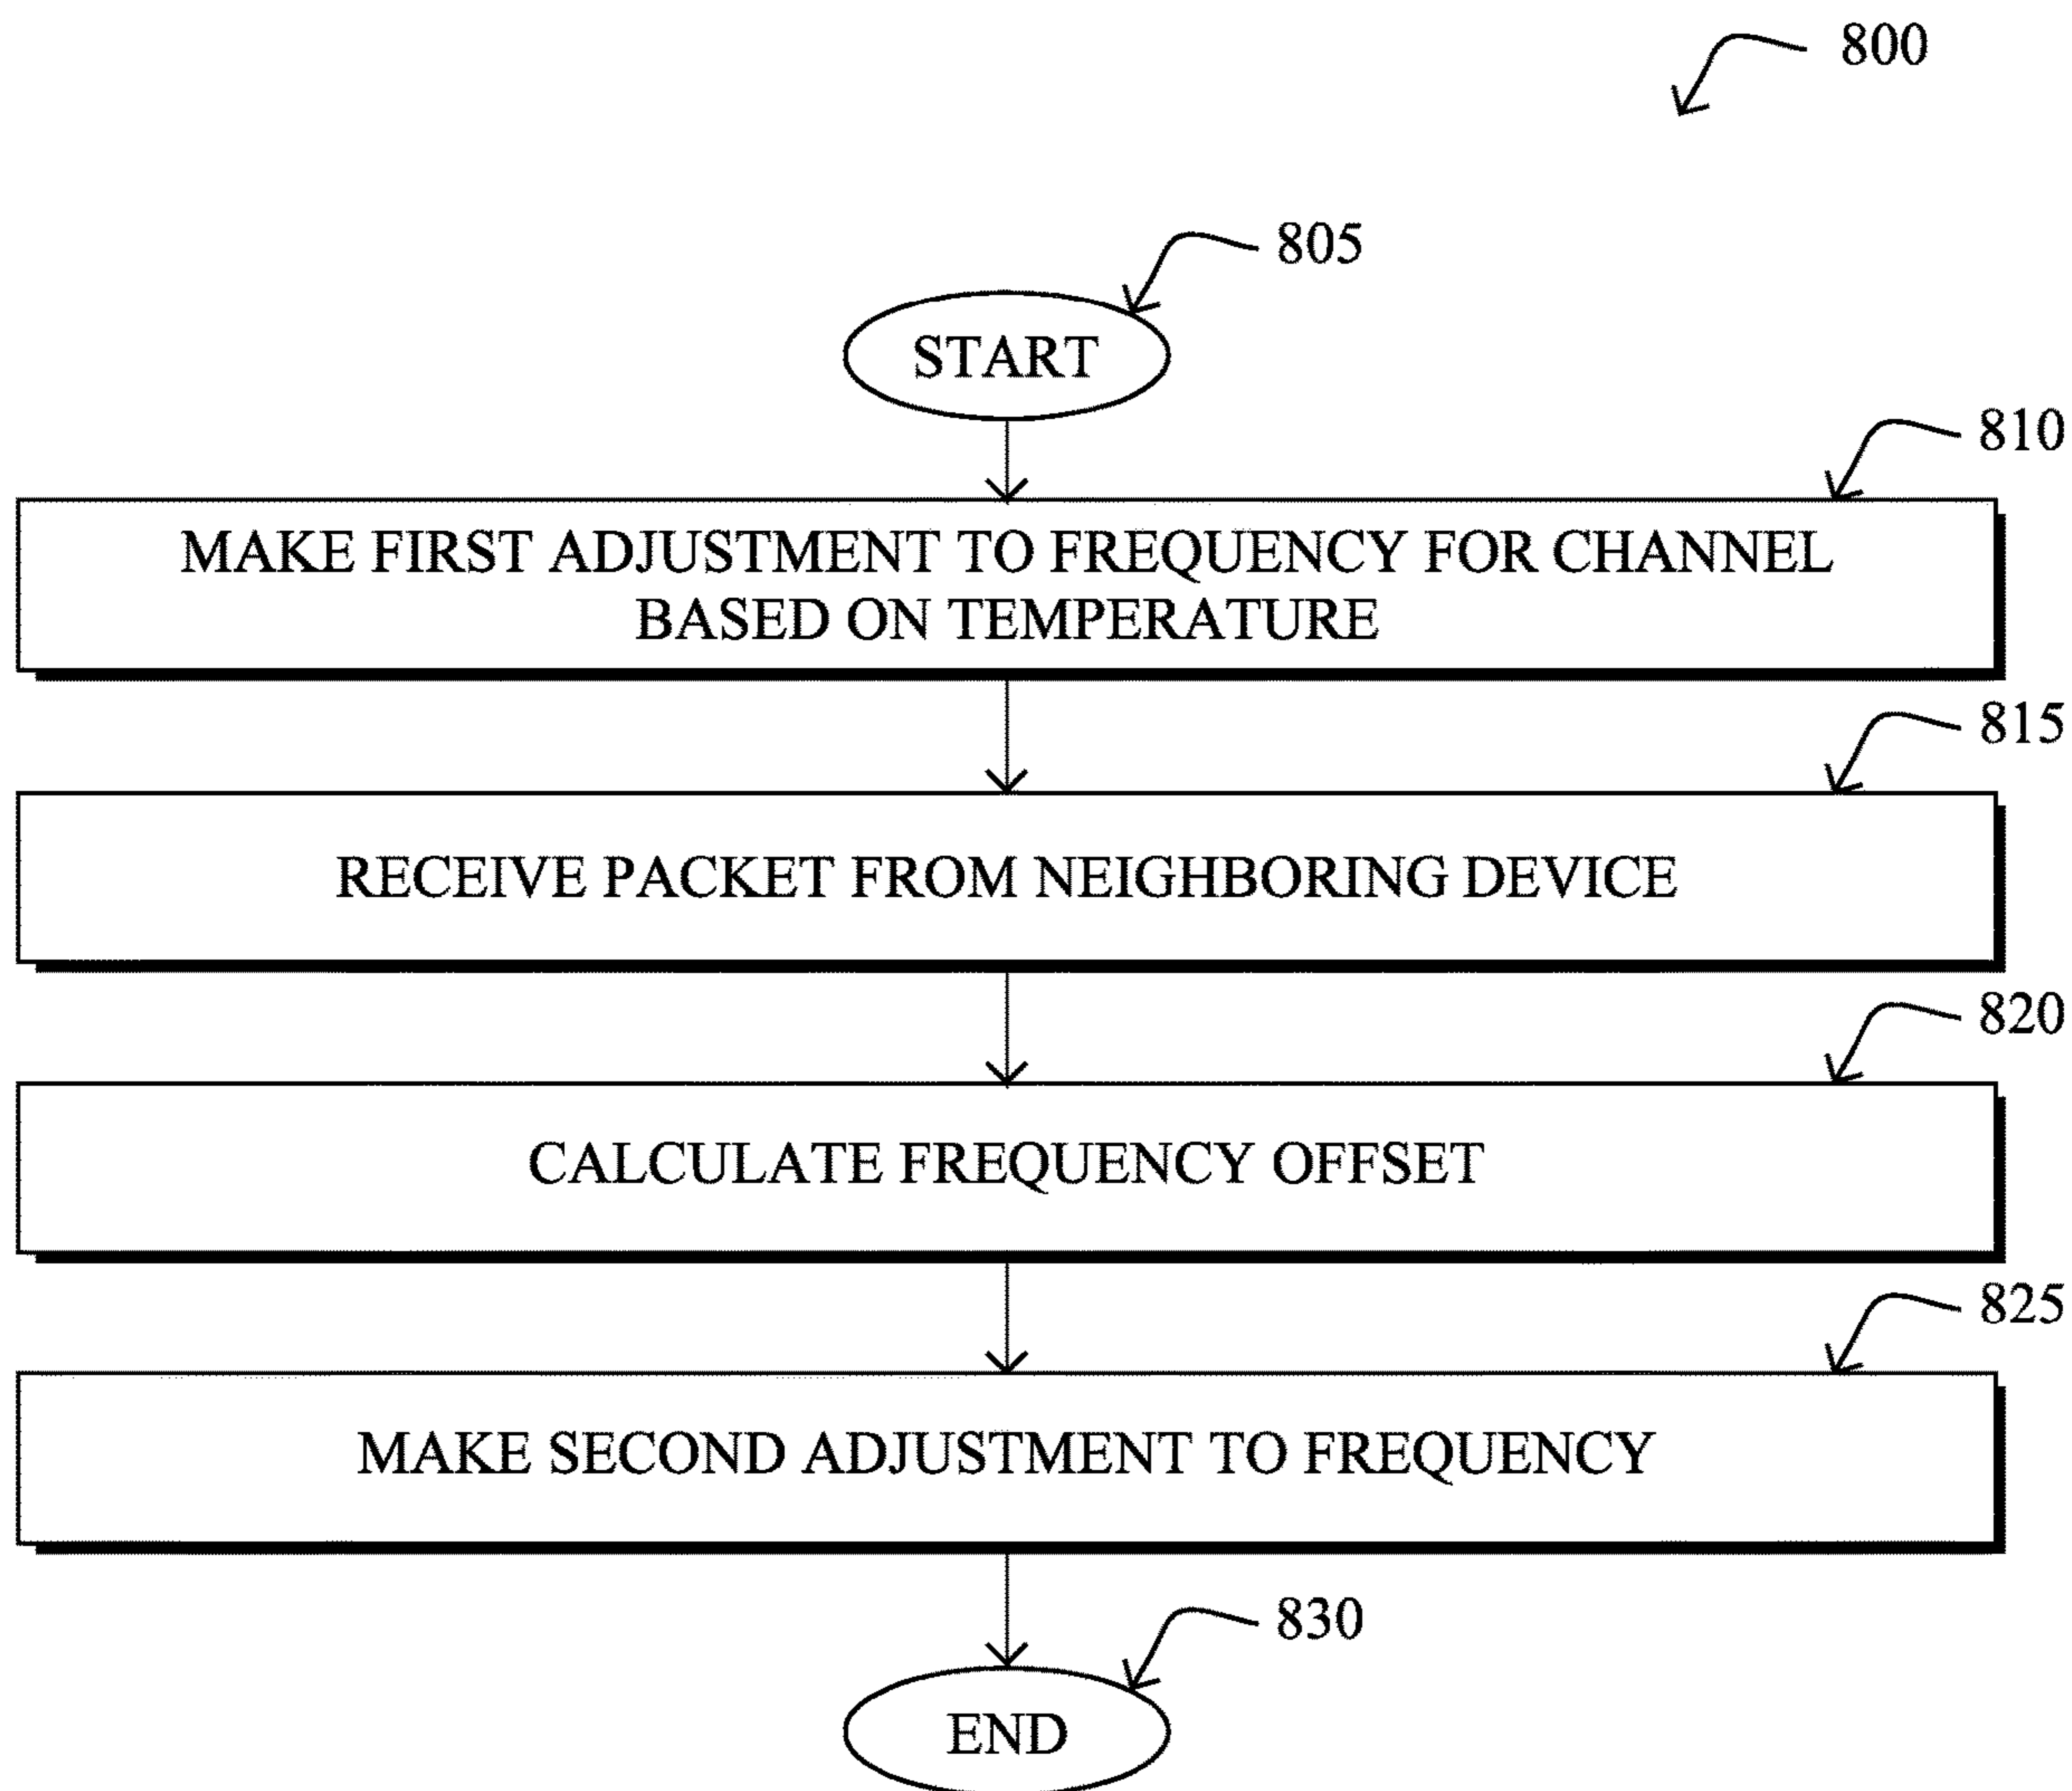 800
805
START
810
MAKE FIRST ADJUSTMENT TO FREQUENCY FOR CHANNEL
BASED ON TEMPERATURE
815
RECEIVE PACKET FROM NEIGHBORING DEVICE
820
CALCULATE FREQUENCY OFFSET
825
MAKE SECOND ADJUSTMENT TO FREQUENCY
830
END